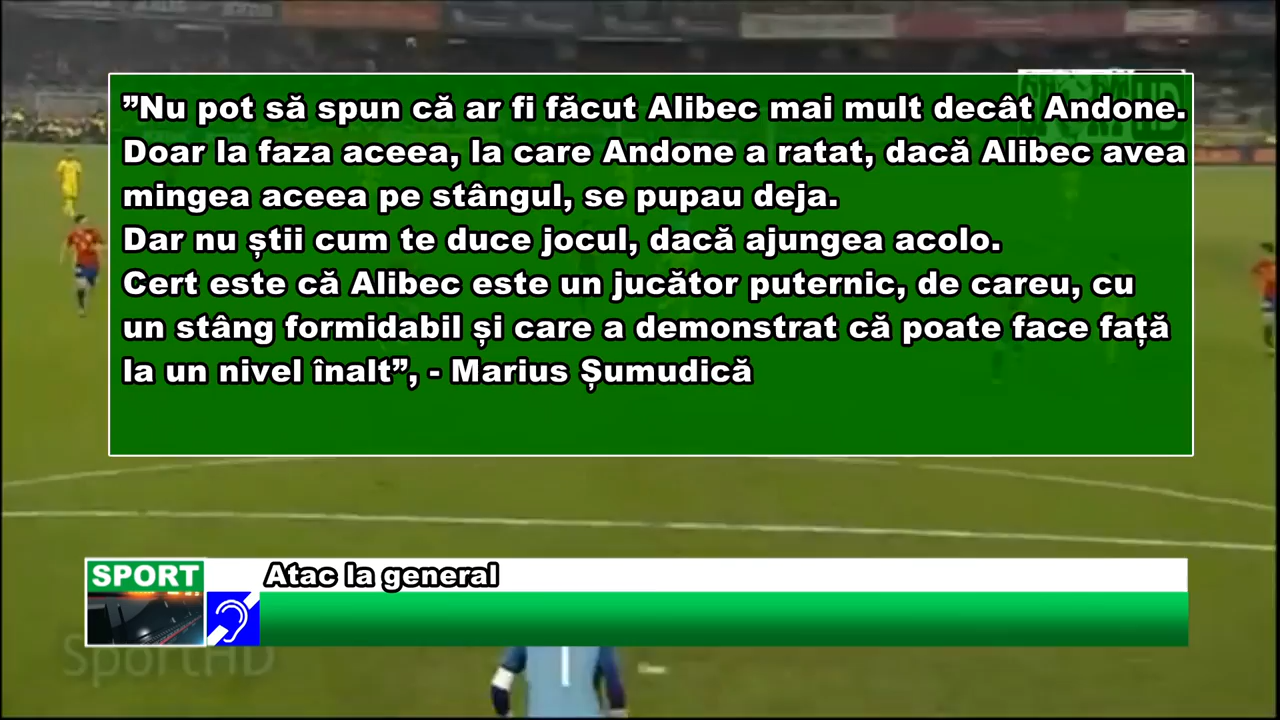 ”Nu pot să spun că ar fi făcut Alibec mai mult decât Andone.
Doar la faza aceea, la care Andone a ratat, dacă Alibec avea
mingea aceea pe stângul, se pupau deja.
Dar nu știi cum te duce jocul, dacă ajungea acolo.
Cert este că Alibec este un jucător puternic, de careu, cu
un stâng formidabil și care a demonstrat că poate face față
la un nivel înalt”, - Marius Șumudică
SPORT
Atac la general
SportHD
1